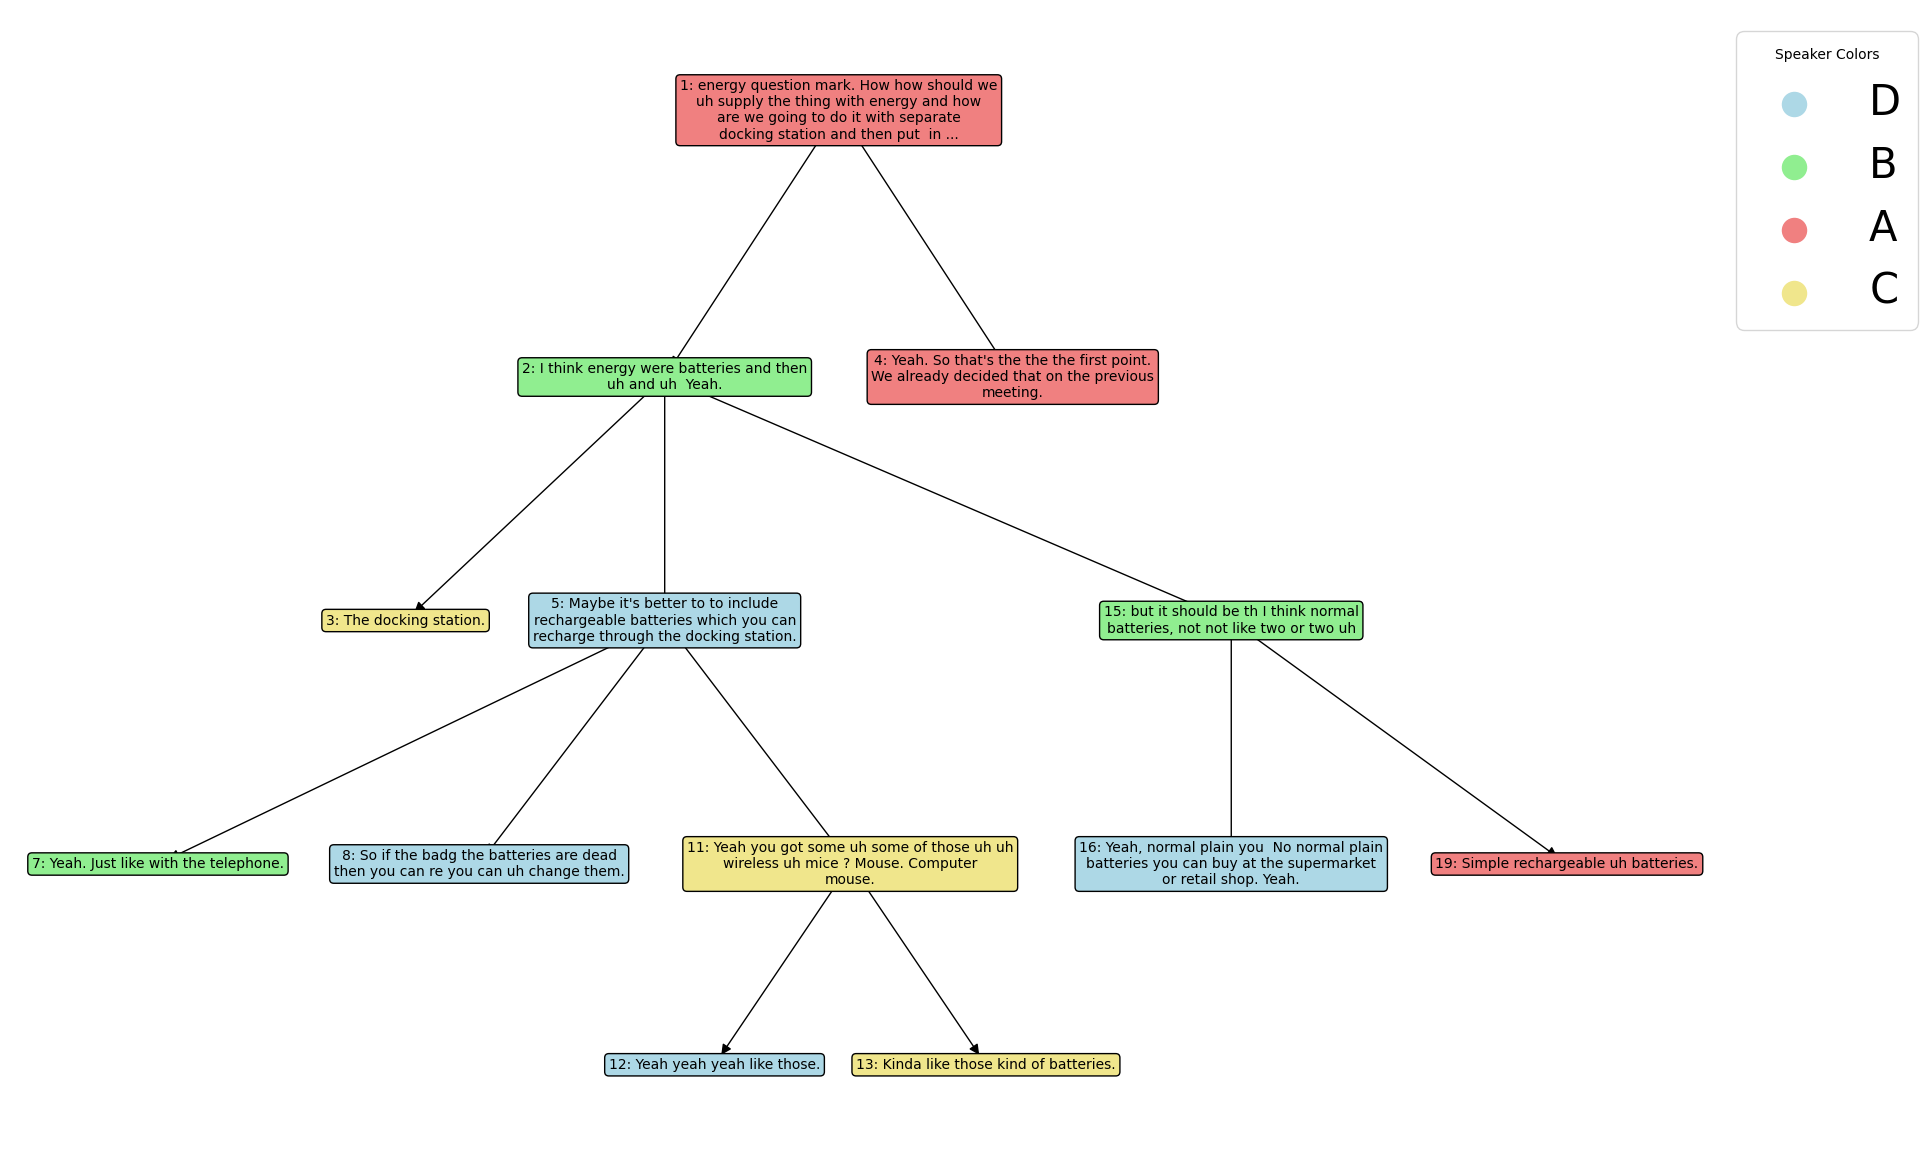 Speaker Colors
D
B
A
C
1: energy question mark. How how should we
uh supply the thing with energy and how
are we going to do it with separate
docking station and then put  in ...
2: I think energy were batteries and then
uh and uh  Yeah.
4: Yeah. So that's the the the first point.
We already decided that on the previous
meeting.
3: The docking station.
5: Maybe it's better to to include
rechargeable batteries which you can
recharge through the docking station.
15: but it should be th I think normal
batteries, not not like two or two uh
7: Yeah. Just like with the telephone.
8: So if the badg the batteries are dead
then you can re you can uh change them.
11: Yeah you got some uh some of those uh uh
wireless uh mice ? Mouse. Computer
mouse.
16: Yeah, normal plain you  No normal plain
batteries you can buy at the supermarket
or retail shop. Yeah.
19: Simple rechargeable uh batteries.
12: Yeah yeah yeah like those.
13: Kinda like those kind of batteries.